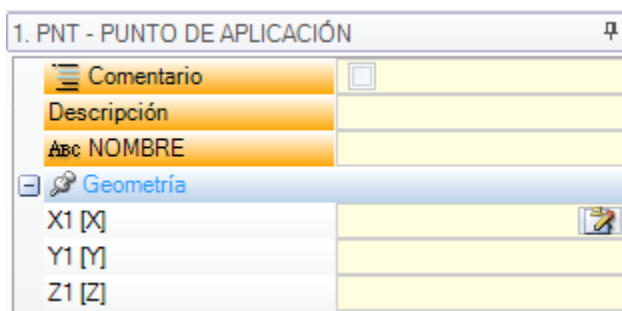 1. PNT - PUNTO DE APLICACIÓN
Comentario
Descripción
ABC NOMBRE
Geometría
X1 [X]
Y1 [Y]
Z1 [Z]